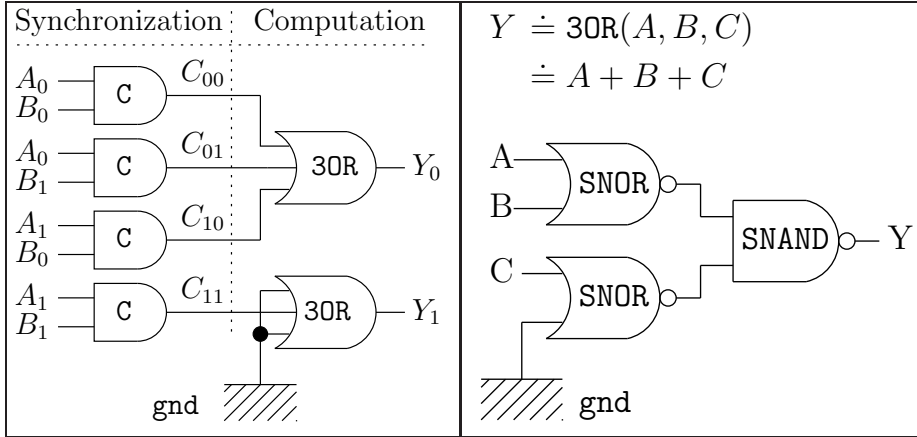 Synchronization Computation
A₀
B₀
C
C₀₀
A₀
B₁
C
C₀₁
3OR
Y₀
A₁
B₀
C
C₁₀
A₁
B₁
C
C₁₁
3OR
Y₁
gnd
Y ≐ 3OR(A, B, C)
≐ A + B + C
A
B
SNOR
SNAND
Y
C
SNOR
gnd